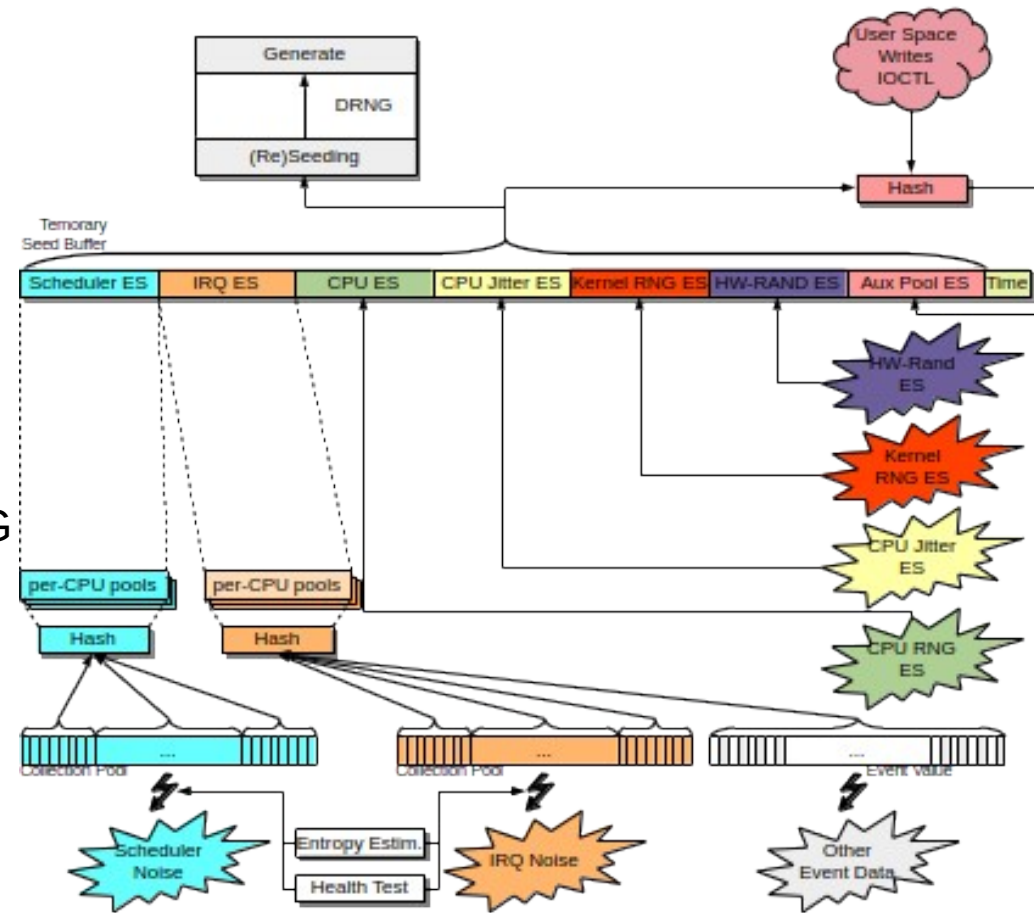 Generate
DRNG
(Re)Seeding
User Space
Writes
IOCTL
Hash
Temorary
Seed Buffer
Scheduler ES
IRQ ES
CPU ES
CPU Jitter ES
Kernel RNG ES
HW-RAND ES
Aux Pool ES
Time
HW-Rand
ES
Kernel
RNG ES
G
CPU Jitter
ES
per-CPU pools
per-CPU pools
Hash
Hash
CPU RNG
ES
...
...
...
Collection Pool
Collection Pool
Event Value
Scheduler
Noise
Entropy Estim.
Health Test
IRQ Noise
Other
Event Data